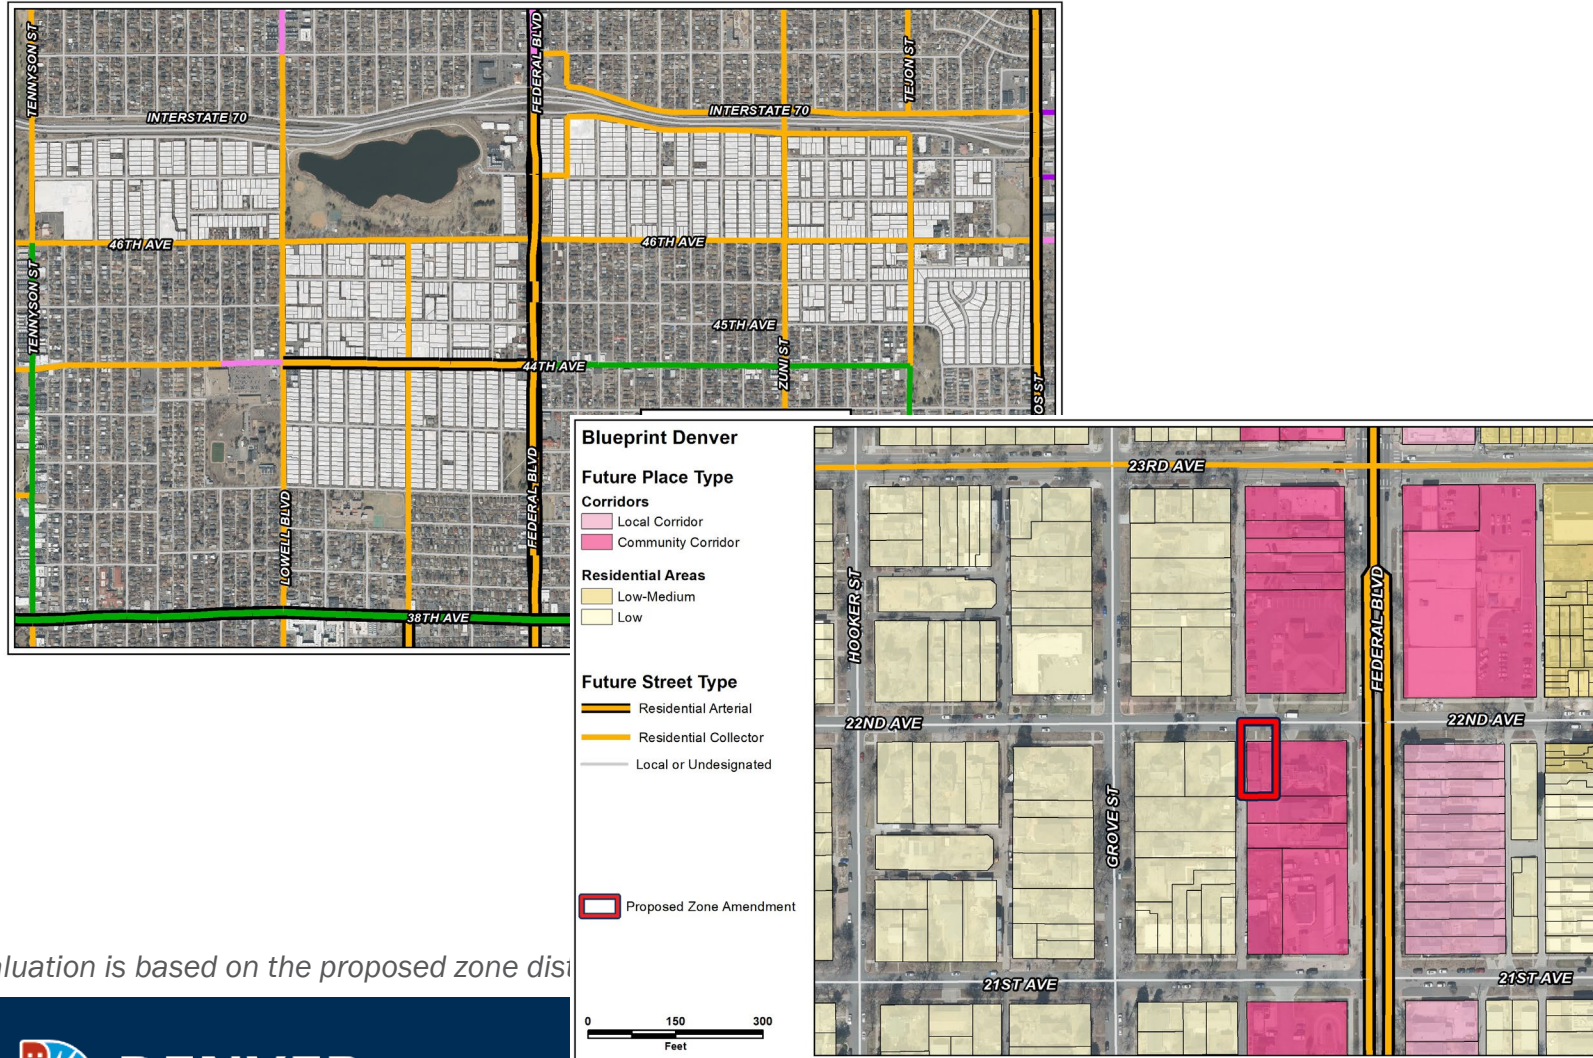 TENNYSON ST
FEDERAL BLVD
TEJON ST
INTERSTATE 70
INTERSTATE 70
46TH AVE
46TH AVE
TENNYSON ST
45TH AVE
ZUNI ST
44TH AVE
OS ST
LOWELL BLVD
FEDERAL BLVD
38TH AVE
Blueprint Denver
Future Place Type
Corridors
Local Corridor
Community Corridor
Residential Areas
Low-Medium
Low
Future Street Type
Residential Arterial
Residential Collector
Local or Undesignated
Proposed Zone Amendment
0 150 300
Feet
23RD AVE
HOOKER ST
FEDERAL BLVD
22ND AVE
22ND AVE
GROVE ST
21ST AVE
21ST AVE
aluation is based on the proposed zone dist
DENVER